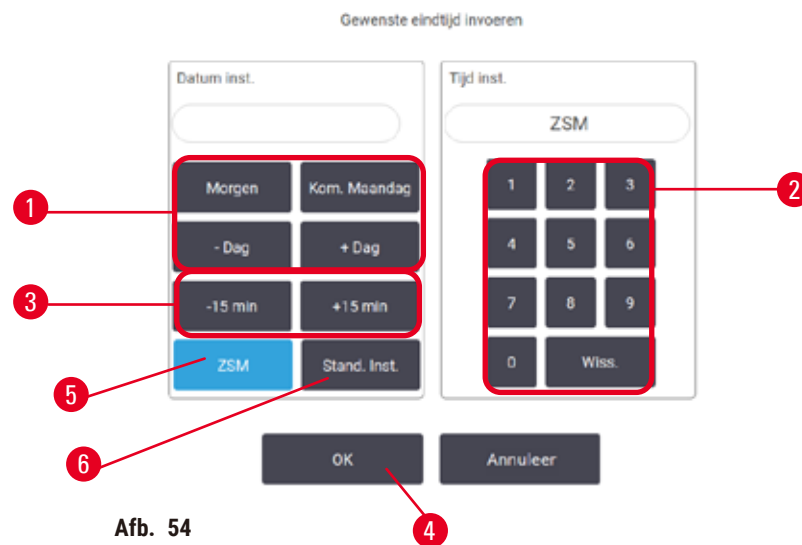 Gewenste eindtijd invoeren
Datum inst.
Tijd inst.
ZSM
Morgen
Kom. Maandag
- Dag
+ Dag
-15 min
+15 min
ZSM
Stand. Inst.
1
2
3
4
5
6
7
8
9
0
Wiss.
OK
Annuleer
1
2
3
5
6
4
Afb. 54